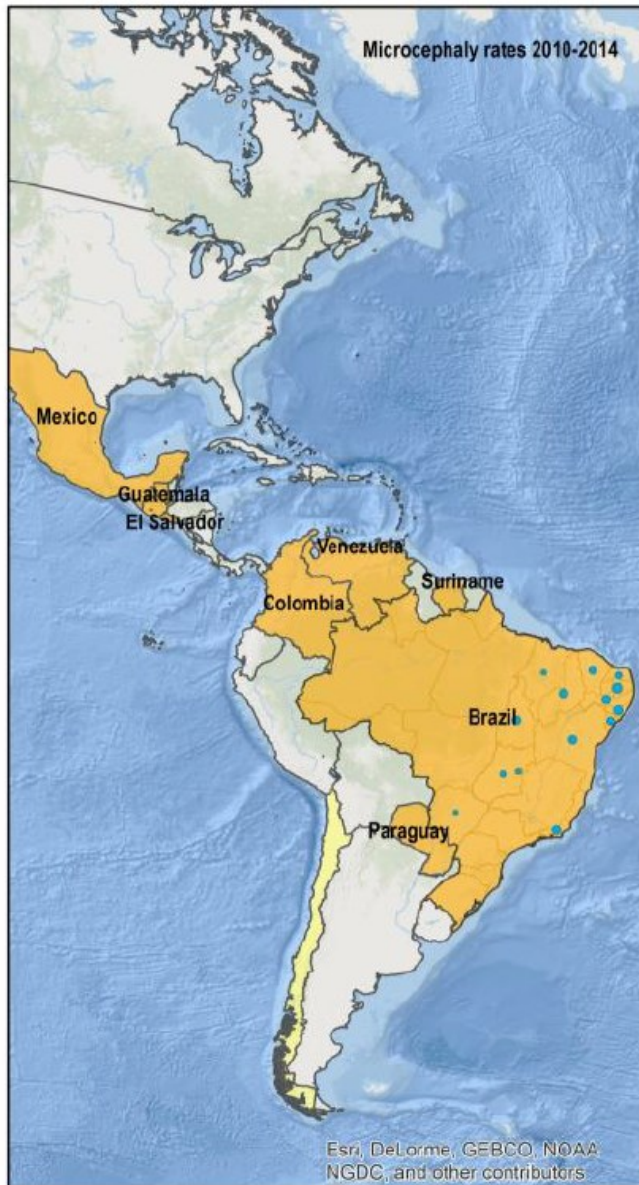 Microcephaly rates 2010-2014
Mexico
Guatemala
El Salvador
Venezuela
Suriname
Colombia
Brazil
Paraguay
Esri, DeLorme, GEBCO, NOAA
NGDC, and other contributors